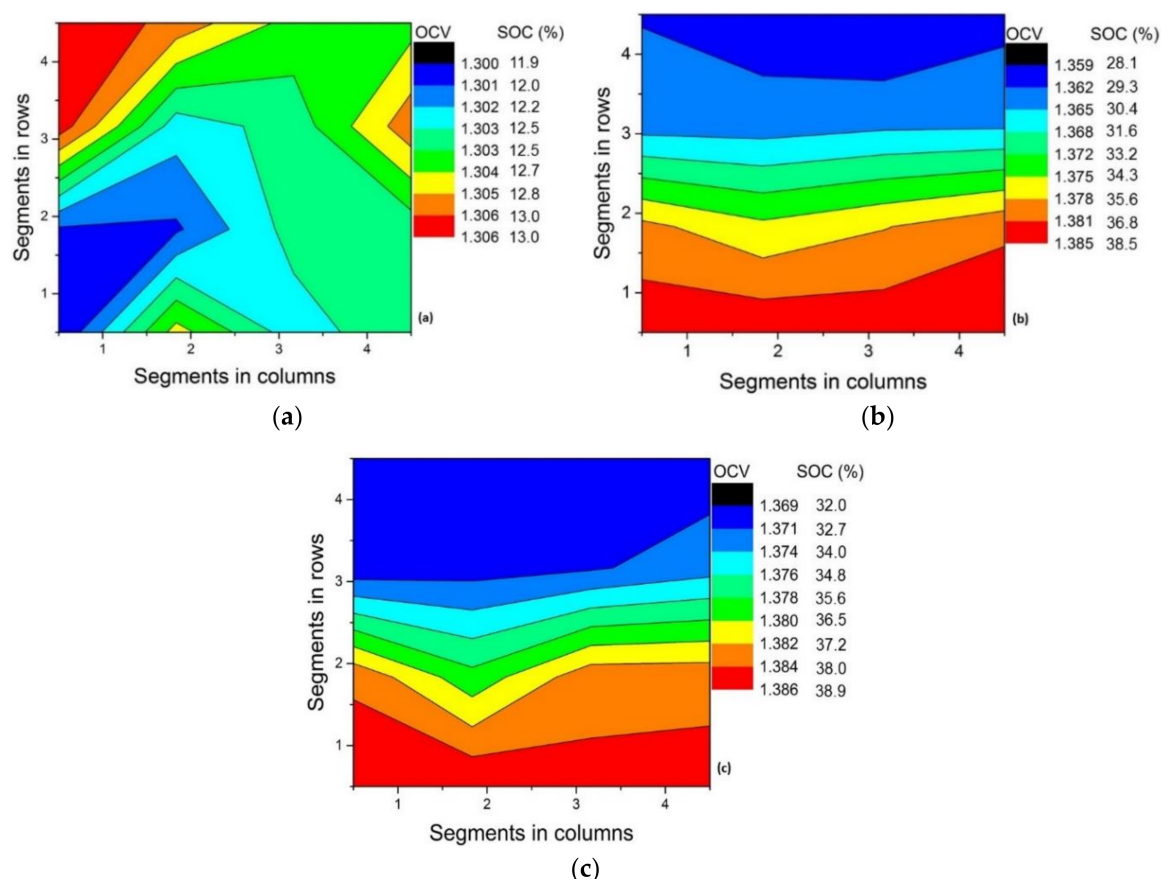 OCV SOC (%)
1.300 11.9
1.301 12.0
1.302 12.2
1.303 12.5
1.303 12.5
1.304 12.7
1.305 12.8
1.306 13.0
1.306 13.0
4
3
2
1
Segments in rows
1 2 3 4
Segments in columns
(a)
(a)
OCV SOC (%)
1.359 28.1
1.362 29.3
1.365 30.4
1.368 31.6
1.372 33.2
1.375 34.3
1.378 35.6
1.381 36.8
1.385 38.5
4
3
2
1
Segments in rows
1 2 3 4
Segments in columns
(b)
(b)
OCV SOC (%)
1.369 32.0
1.371 32.7
1.374 34.0
1.376 34.8
1.378 35.6
1.380 36.5
1.382 37.2
1.384 38.0
1.386 38.9
4
3
2
1
Segments in rows
1 2 3 4
Segments in columns
(c)
(c)